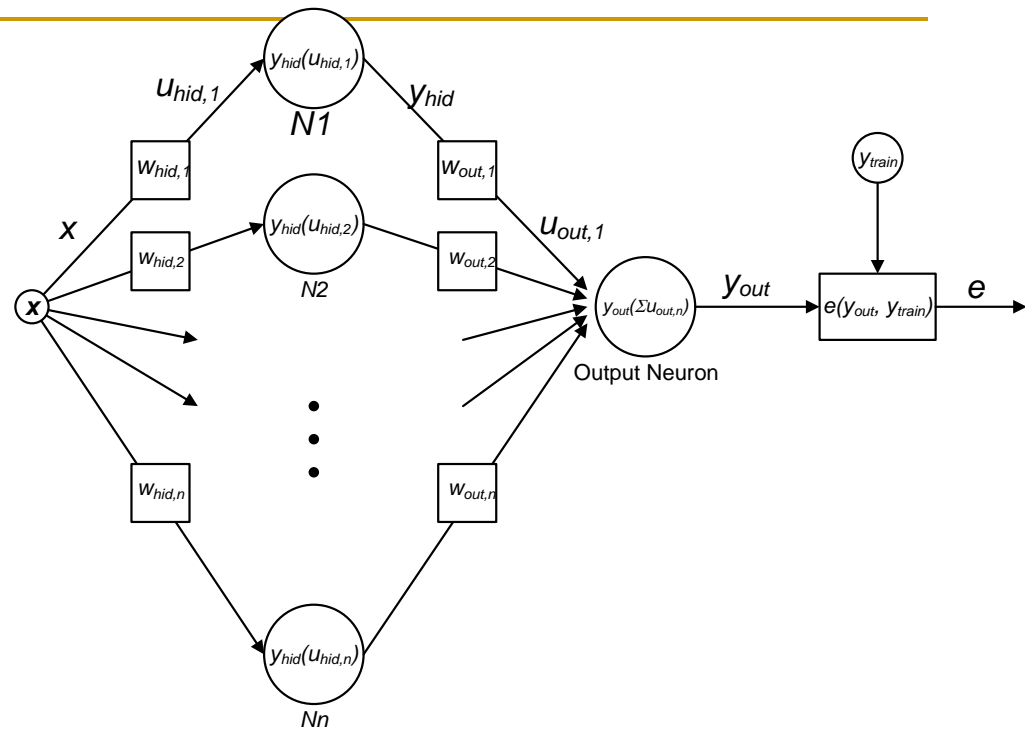 y_hid(u_hid,1)
N1
u_hid,1
y_hid
w_hid,1
w_out,1
x
u_out,1
y_train
w_hid,2
y_hid(u_hid,2)
w_out,2
N2
x
y_out(Σu_out,n)
y_out
e(y_out, y_train)
e
Output Neuron
w_hid,n
w_out,n
y_hid(u_hid,n)
Nn